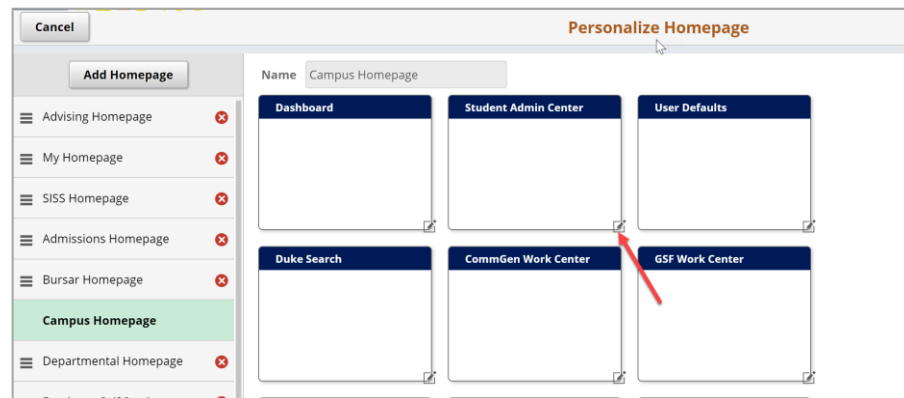 Cancel
Personalize Homepage
Add Homepage
Name Campus Homepage
Advising Homepage
My Homepage
SISS Homepage
Admissions Homepage
Bursar Homepage
Campus Homepage
Departmental Homepage
Dashboard
Student Admin Center
User Defaults
Duke Search
CommGen Work Center
GSF Work Center